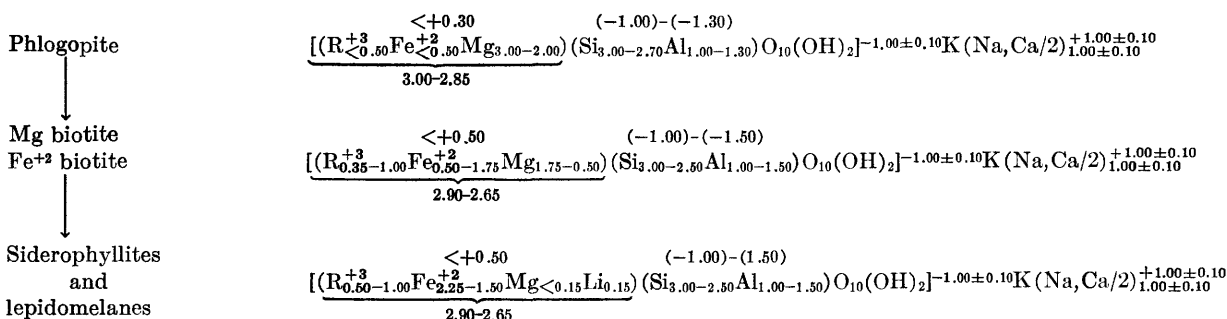 <+0.30 (−1.00)-(−1.30)
Phlogopite [(R+3<0.50Fe+2<0.50Mg3.00-2.00)(Si3.00-2.70Al1.00-1.30)O10(OH)2]−1.00±0.10K(Na,Ca/2)+1.00±0.101.00±0.10
3.00-2.85
Mg biotite <+0.50 (−1.00)-(−1.50)
Fe+2 biotite [(R+30.35-1.00Fe+20.50-1.75Mg1.75-0.50)(Si3.00-2.50Al1.00-1.50)O10(OH)2]−1.00±0.10K(Na,Ca/2)+1.00±0.101.00±0.10
2.90-2.65
Siderophyllites <+0.50 (−1.00)-(1.50)
and [(R+30.50-1.00Fe+22.25-1.50Mg<0.15Li0.15)(Si3.00-2.50Al1.00-1.50)O10(OH)2]−1.00±0.10K(Na,Ca/2)+1.00±0.101.00±0.10
lepidomelanes 2.90-2.65